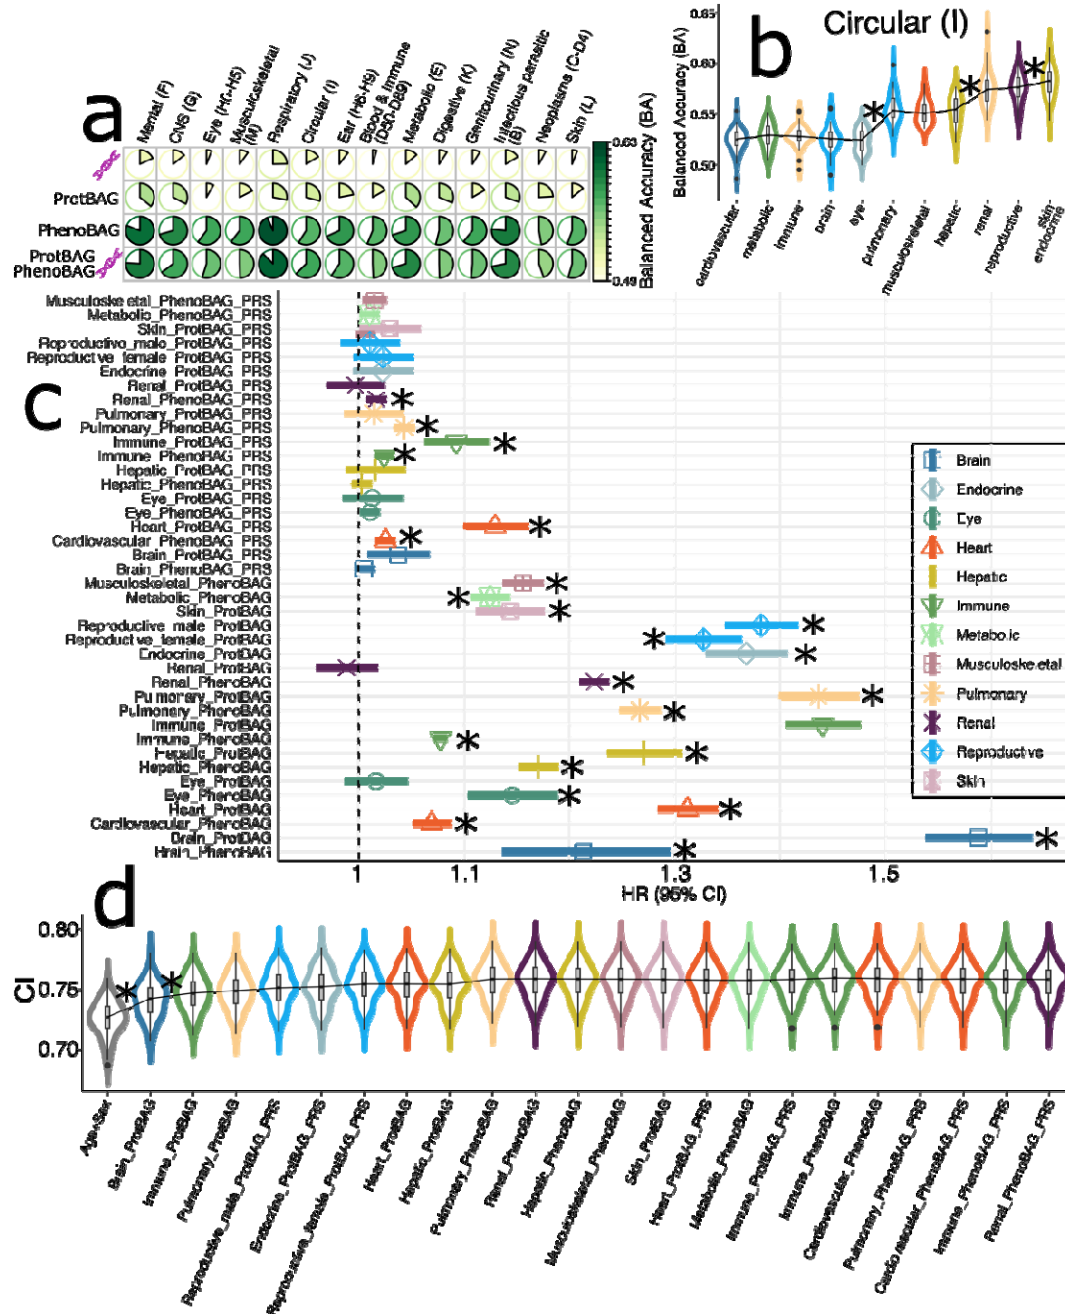 a
Mental (F)
CNS (G)
Eye (H0-H5)
Musculoskeletal
(M)
Respiratory (J)
Circular (I)
Ear (H6-H9)
Blood & Immune
(D50-D89)
Metabolic (E)
Digestive (K)
Genitourinary (N)
Infectious parasitic
(B)
Neoplasms (C-D4)
Skin (L)
ProtBAG
PhenoBAG
ProtBAG
PhenoBAG
0.63
Balanced Accuracy (BA)
0.49
b
Circular (I)
Balanced Accuracy (BA)
0.65
0.60
0.55
0.50
*
*
*
cardiovascular
metabolic
immune
brain
eye
pulmonary
musculoskeletal
hepatic
renal
reproductive
skin
endocrine
c
Musculoskeletal_PhenoBAG_PRS
Metabolic_PhenoBAG_PRS
Skin_ProtBAG_PRS
Reproductive_male_ProtBAG_PRS
Reproductive_female_ProtBAG_PRS
Endocrine_ProtBAG_PRS
Renal_ProtBAG_PRS
Renal_PhenoBAG_PRS *
Pulmonary_ProtBAG_PRS
Pulmonary_PhenoBAG_PRS *
Immune_ProtBAG_PRS *
Immune_PhenoBAG_PRS *
Hepatic_ProtBAG_PRS
Hepatic_PhenoBAG_PRS
Eye_ProtBAG_PRS
Eye_PhenoBAG_PRS
Heart_ProtBAG_PRS *
Cardiovascular_PhenoBAG_PRS *
Brain_ProtBAG_PRS
Brain_PhenoBAG_PRS
Musculoskeletal_PhenoBAG *
Metabolic_PhenoBAG *
Skin_ProtBAG *
Reproductive_male_ProtBAG *
Reproductive_female_ProtBAG *
Endocrine_ProtBAG *
Renal_ProtBAG
Renal_PhenoBAG *
Pulmonary_ProtBAG *
Pulmonary_PhenoBAG *
Immune_ProtBAG
Immune_PhenoBAG *
Hepatic_ProtBAG *
Hepatic_PhenoBAG *
Eye_ProtBAG
Eye_PhenoBAG *
Heart_ProtBAG *
Cardiovascular_PhenoBAG *
Brain_ProtBAG *
Brain_PhenoBAG *
1 1.1 1.3 1.5
HR (95% CI)
Brain
Endocrine
Eye
Heart
Hepatic
Immune
Metabolic
Musculoskeletal
Pulmonary
Renal
Reproductive
Skin
d
CI
0.80
0.75
0.70
*
*
Age+Sex
Brain_ProtBAG
Immune_ProtBAG
Pulmonary_ProtBAG
Reproductive_male_ProtBAG_PRS
Endocrine_ProtBAG_PRS
Reproductive_female_ProtBAG_PRS
Heart_ProtBAG
Hepatic_ProtBAG
Pulmonary_PhenoBAG
Renal_PhenoBAG
Hepatic_PhenoBAG
Musculoskeletal_PhenoBAG
Skin_ProtBAG
Heart_ProtBAG_PRS
Metabolic_PhenoBAG
Immune_ProtBAG_PRS
Immune_PhenoBAG
Cardiovascular_PhenoBAG
Pulmonary_PhenoBAG_PRS
Cardiovascular_PhenoBAG_PRS
Immune_PhenoBAG_PRS
Renal_PhenoBAG_PRS